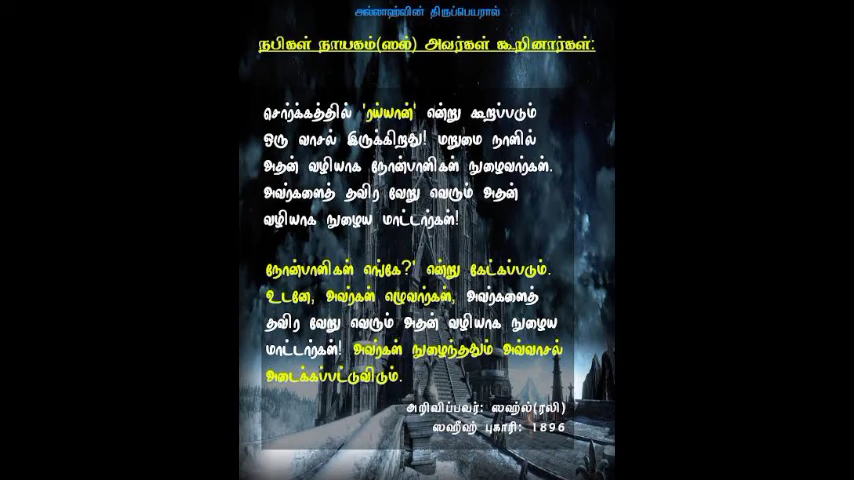 அல்லாஹ்வின் திருப்பெயரால்
நபிகள் நாயகம்(ஸல்) அவர்கள் கூறினார்கள்:
சொர்க்கத்தில் 'ரய்யான்' என்று கூறப்படும்
ஒரு வாசல் இருக்கிறது! மறுமை நாளில்
அதன் வழியாக நோன்பாளிகள் நுழைவார்கள்.
அவர்களைத் தவிர வேறு எவரும் அதன்
வழியாக நுழைய மாட்டார்கள்!
நோன்பாளிகள் எங்கே?' என்று கேட்கப்படும்.
உடனே, அவர்கள் எழுவார்கள், அவர்களைத்
தவிர வேறு எவரும் அதன் வழியாக நுழைய
மாட்டார்கள்! அவர்கள் நுழைந்ததும் அவ்வாசல்
அடைக்கப்பட்டுவிடும்.
அறிவிப்பவர்: ஸஹ்ல்(ரலி)
ஸஹீஹ் புகாரி: 1896